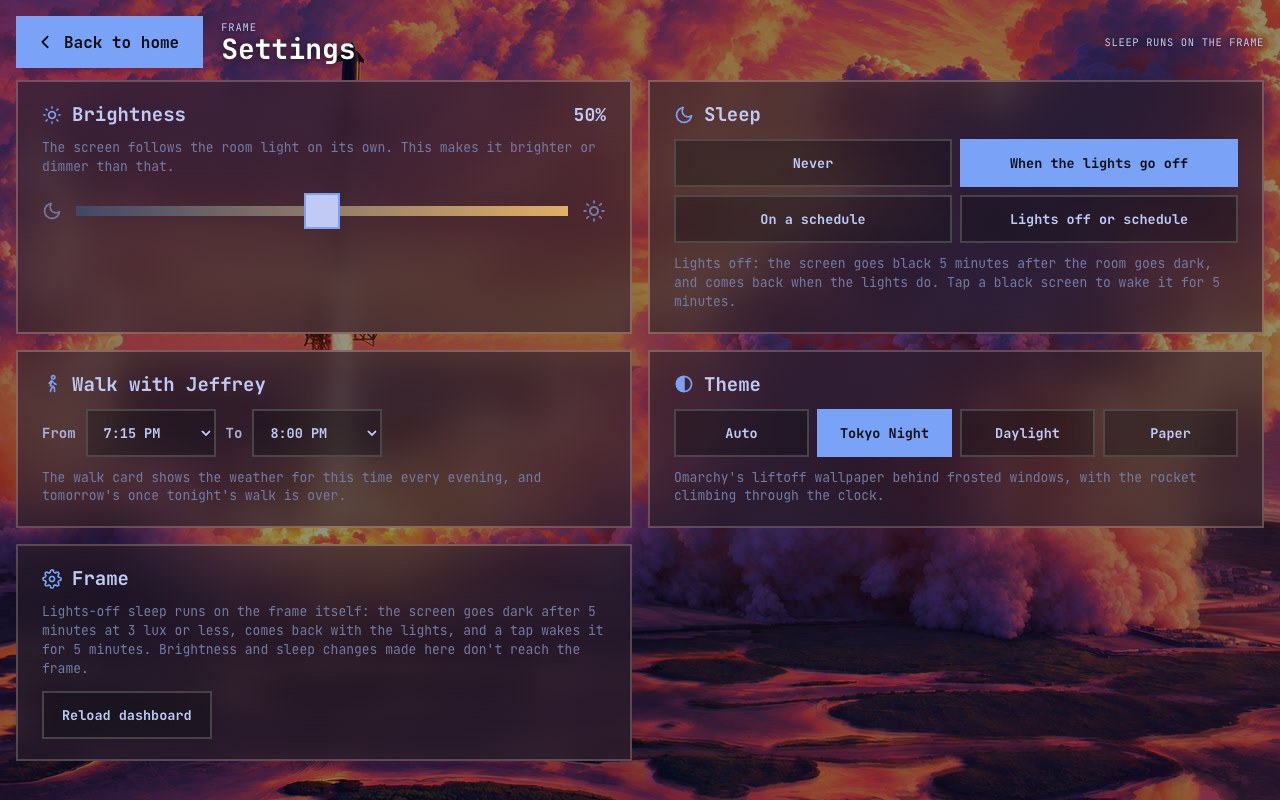 Back to home
FRAME
Settings
SLEEP RUNS ON THE FRAME
Brightness
50%
The screen follows the room light on its own. This makes it brighter or
dimmer than that.
Sleep
Never
When the lights go off
On a schedule
Lights off or schedule
Lights off: the screen goes black 5 minutes after the room goes dark,
and comes back when the lights do. Tap a black screen to wake it for 5
minutes.
Walk with Jeffrey
From 7:15 PM To 8:00 PM
The walk card shows the weather for this time every evening, and
tomorrow's once tonight's walk is over.
Theme
Auto
Tokyo Night
Daylight
Paper
Omarchy's liftoff wallpaper behind frosted windows, with the rocket
climbing through the clock.
Frame
Lights-off sleep runs on the frame itself: the screen goes dark after 5
minutes at 3 lux or less, comes back with the lights, and a tap wakes it
for 5 minutes. Brightness and sleep changes made here don't reach the
frame.
Reload dashboard